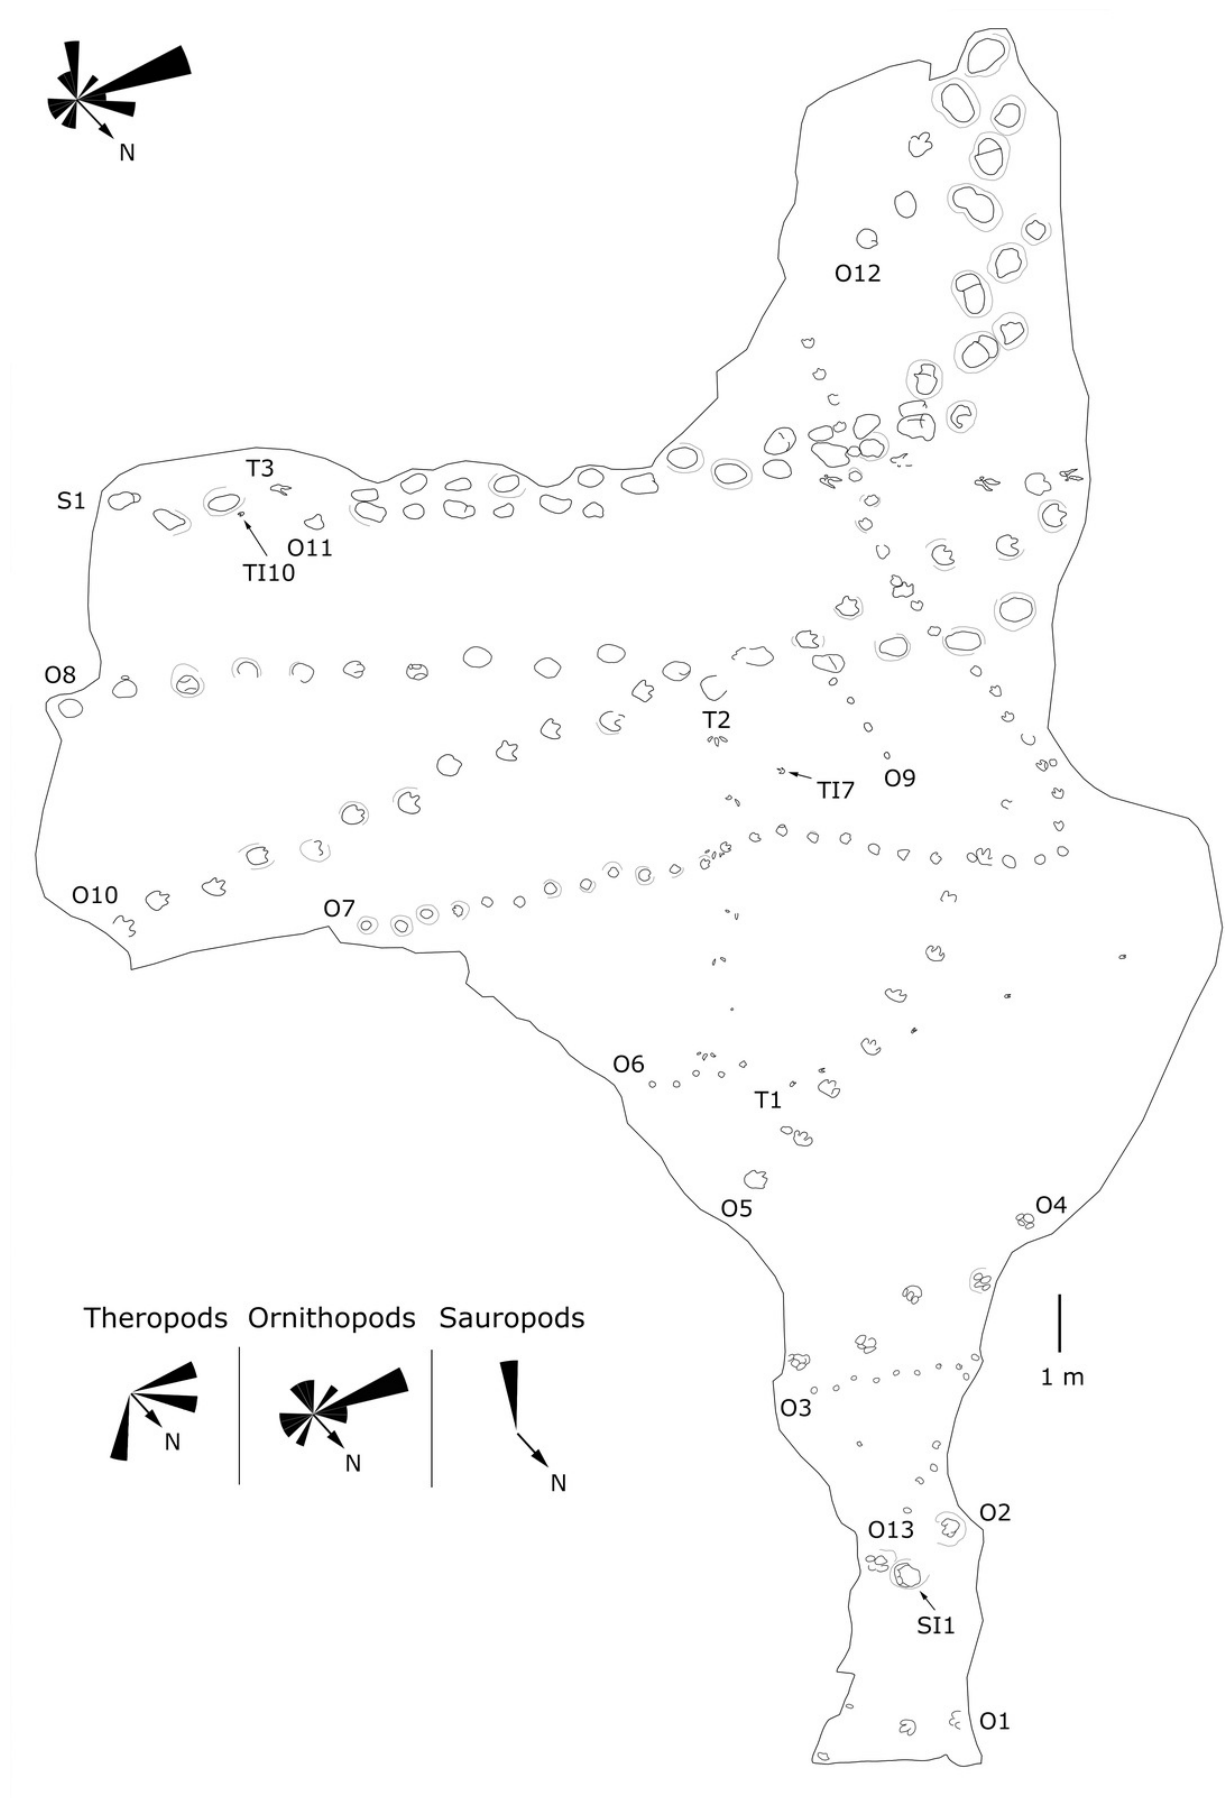 N
O12
T3
S1
O11
TI10
O8
T2
TI7
O9
O10
O7
O6
T1
O5
O4
Theropods Ornithopods Sauropods
1 m
O3
N
N
N
O2
O13
SI1
O1